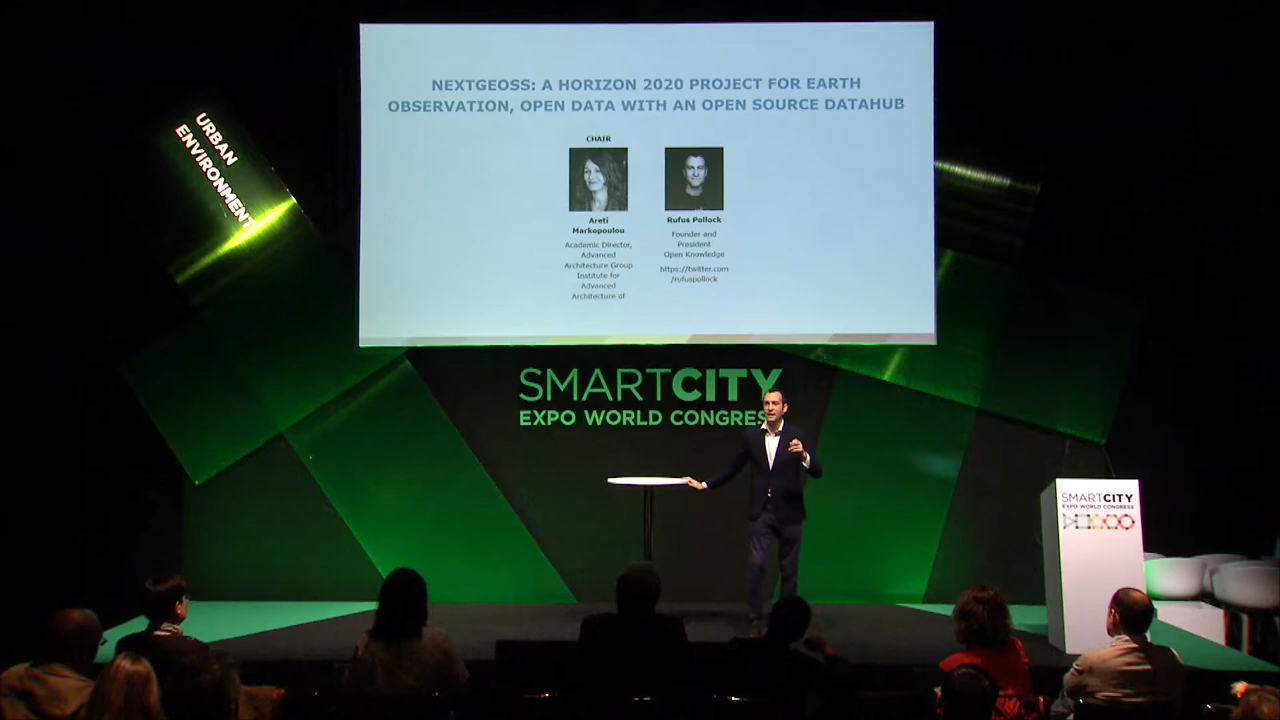 NEXTGEOSS: A HORIZON 2020 PROJECT FOR EARTH
OBSERVATION, OPEN DATA WITH AN OPEN SOURCE DATAHUB
CHAIR
Areti
Markopoulou
Academic Director,
Advanced
Architecture Group
Institute for
Advanced
Architecture of
Rufus Pollock
Founder and
President
Open Knowledge
https://twitter.com
/rufuspollock
URBAN
ENVIRONMENT
SMARTCITY
EXPO WORLD CONGRESS
SMARTCITY
EXPO WORLD CONGRESS